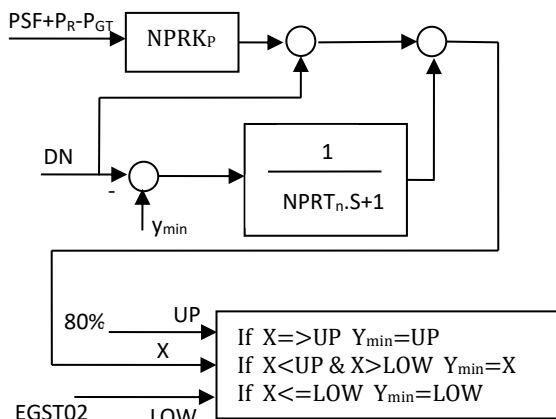 PSF+PR-PGT
NPRKP
DN
-
1
NPRTn.S+1
ymin
80%
UP
X
EGST02
LOW
If X=>UP Ymin=UP
If X<UP & X>LOW Ymin=X
If X<=LOW Ymin=LOW